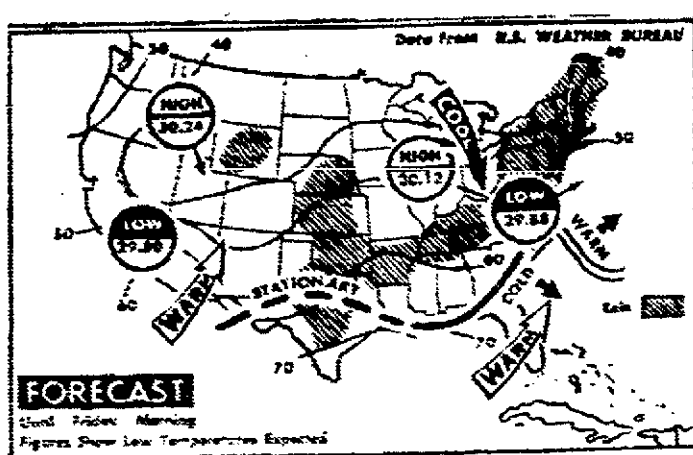 Data from U.S. WEATHER BUREAU
30
40
40
HIGH
30.24
COOL
HIGH
30.12
30
LOW
29.88
LOW
29.80
50
WARM
60
60
COLD
STATIONARY
WARM
Rain
70
70
WARM
FORECAST
Until Friday Morning
Figures Show Low Temperatures Expected